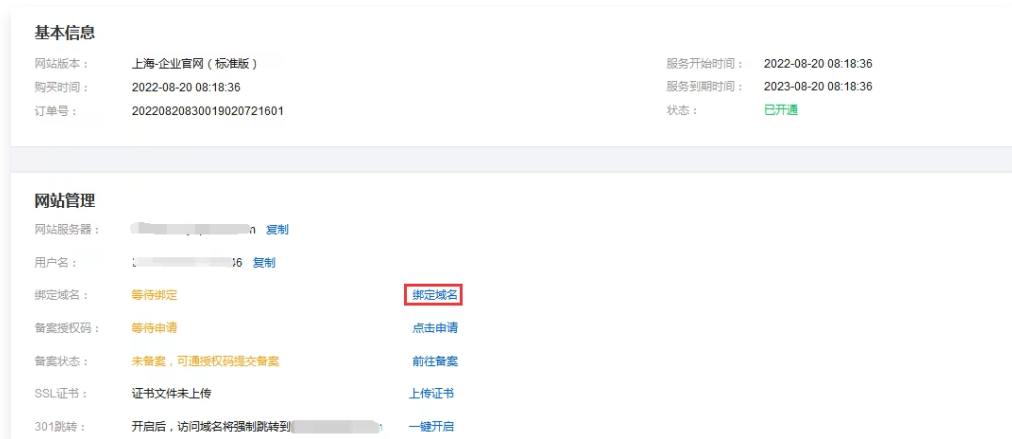 基本信息
网站版本： 上海-企业官网（标准版） 服务开始时间： 2022-08-20 08:18:36
购买时间： 2022-08-20 08:18:36 服务到期时间： 2023-08-20 08:18:36
订单号： 20220820830019020721601 状态： 已开通
网站管理
网站服务器： 复制
用户名： 46 复制
绑定域名： 等待绑定 绑定域名
备案授权码： 等待申请 点击申请
备案状态： 未备案，可通授权码提交备案 前往备案
SSL证书： 证书文件未上传 上传证书
301跳转： 开启后，访问域名将强制跳转到 一键开启